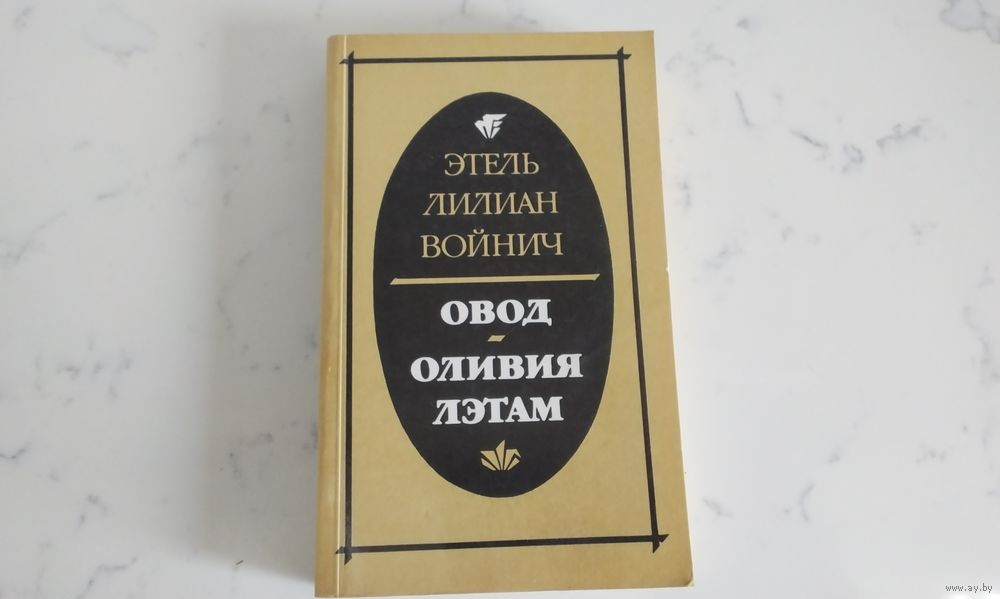 ЭТЕЛЬ
ЛИЛИАН
ВОЙНИЧ
ОВОД
-
ОЛИВИЯ
ЛЭТАМ
www.ay.by